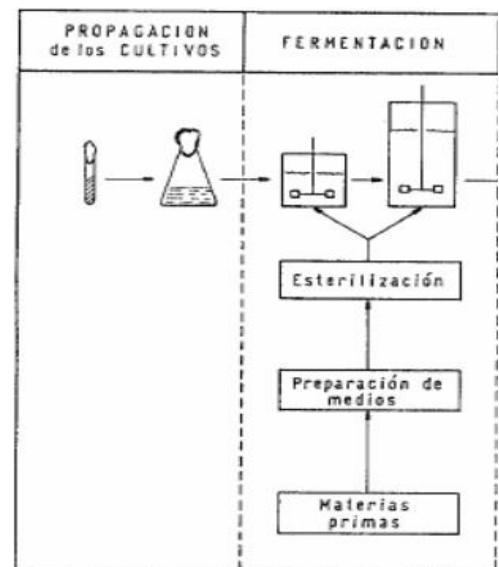 PROPAGACION
de los CULTIVOS
FERMENTACION
Esterilización
Preparación de
medios
Materias
primas